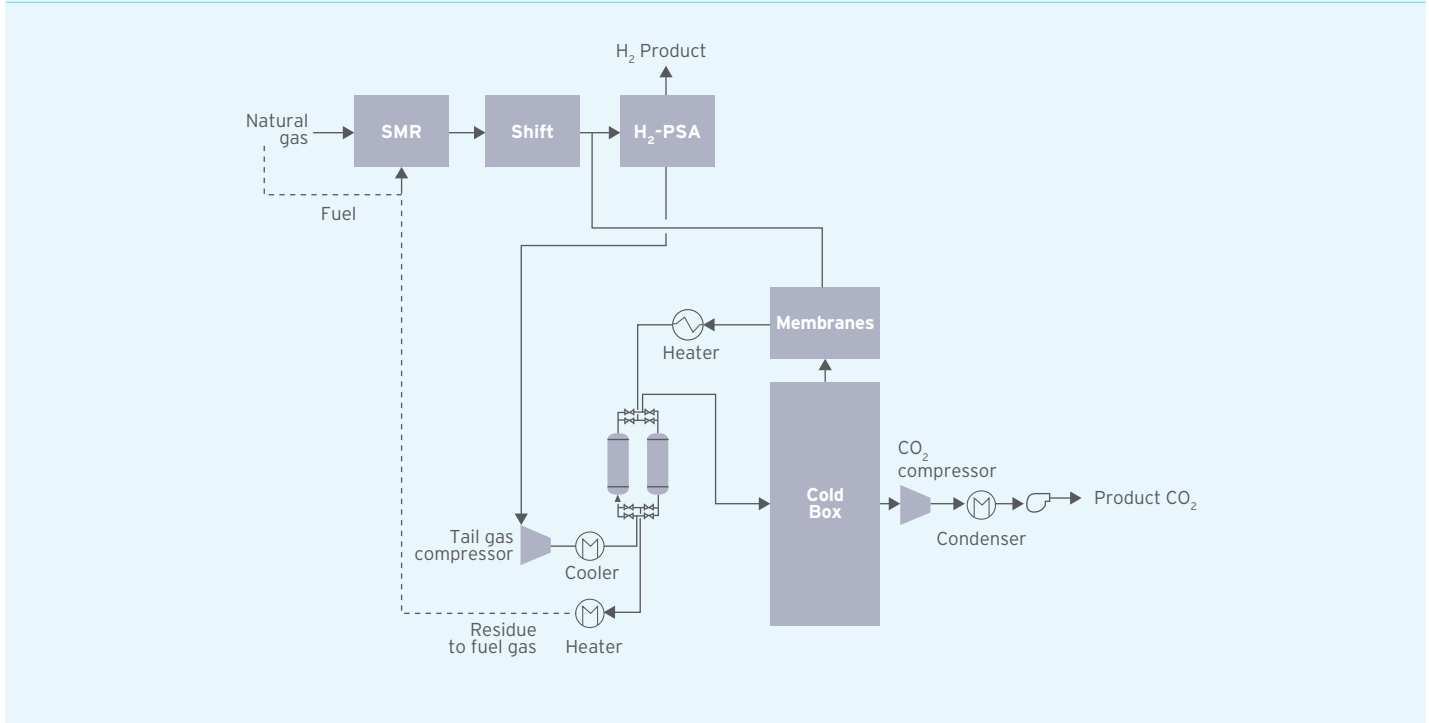 H₂ Product
Natural
gas
SMR
Shift
H₂-PSA
Fuel
Membranes
Heater
CO₂
compressor
Cold
Box
Product CO₂
Condenser
Tail gas
compressor
Cooler
Residue
to fuel gas
Heater